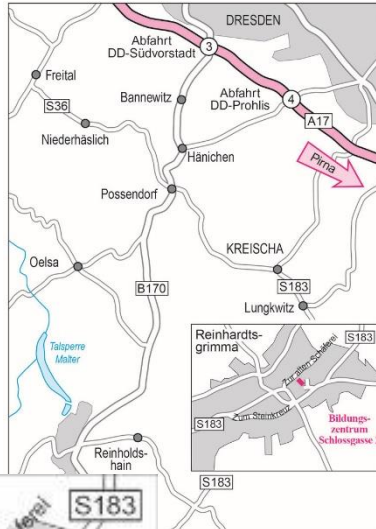 DRESDEN
Abfahrt
DD-Südvorstadt
3
Freital
Bannewitz
Abfahrt
DD-Prohlis
4
S36
A17
Niederhäslich
Hänichen
Pirna
Possendorf
KREISCHA
Oelsa
S183
B170
Lungkwitz
Talsperre
Malter
Reinhardts-
grimma
S183
Zur alten Schäferei
S183
Zum Steinkreuz
Bildungs-
zentrum
Schlossgasse
Reinholds-
hain
S183
S183